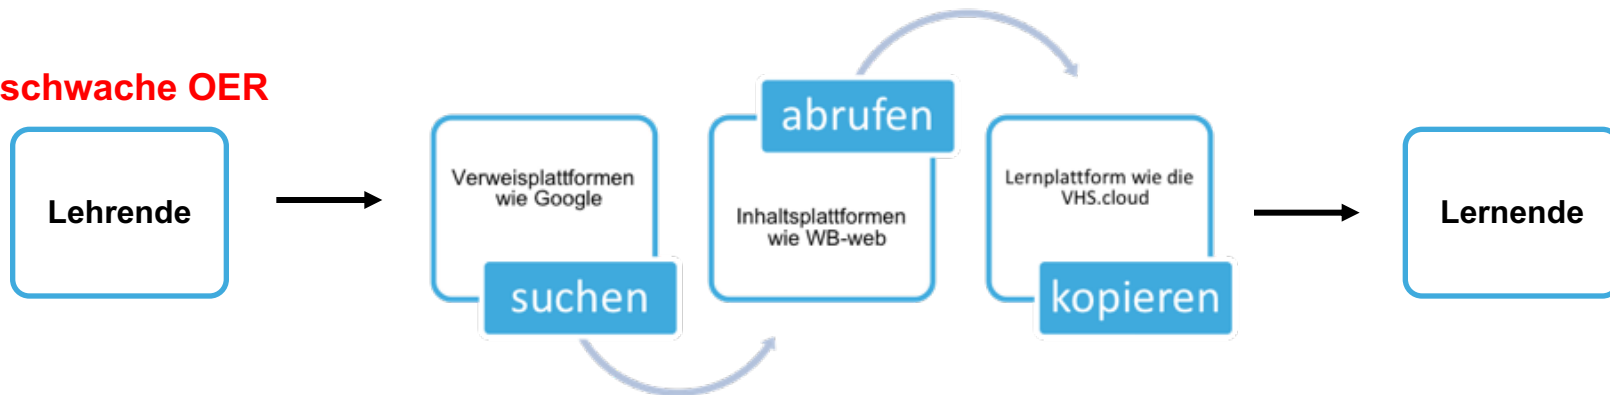 schwache OER
Lehrende
Verweisplattformen
wie Google
suchen
abrufen
Inhaltsplattformen
wie WB-web
Lernplattform wie die
VHS.cloud
kopieren
Lernende